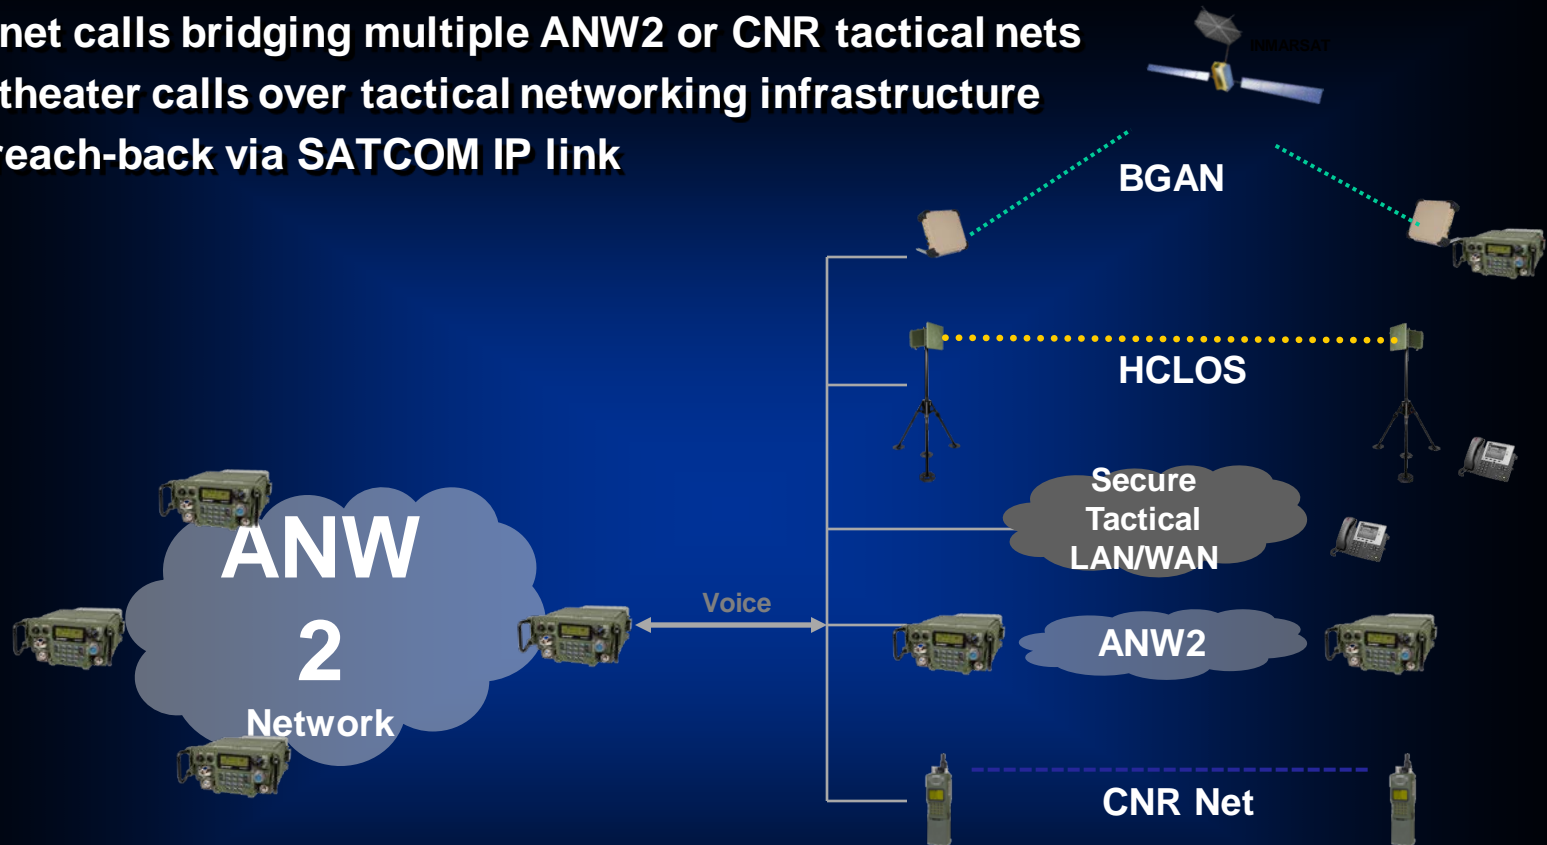 net calls bridging multiple ANW2 or CNR tactical nets
theater calls over tactical networking infrastructure
reach-back via SATCOM IP link
INMARSAT
BGAN
HCLOS
Secure
Tactical
LAN/WAN
ANW
2
Network
Voice
ANW2
CNR Net